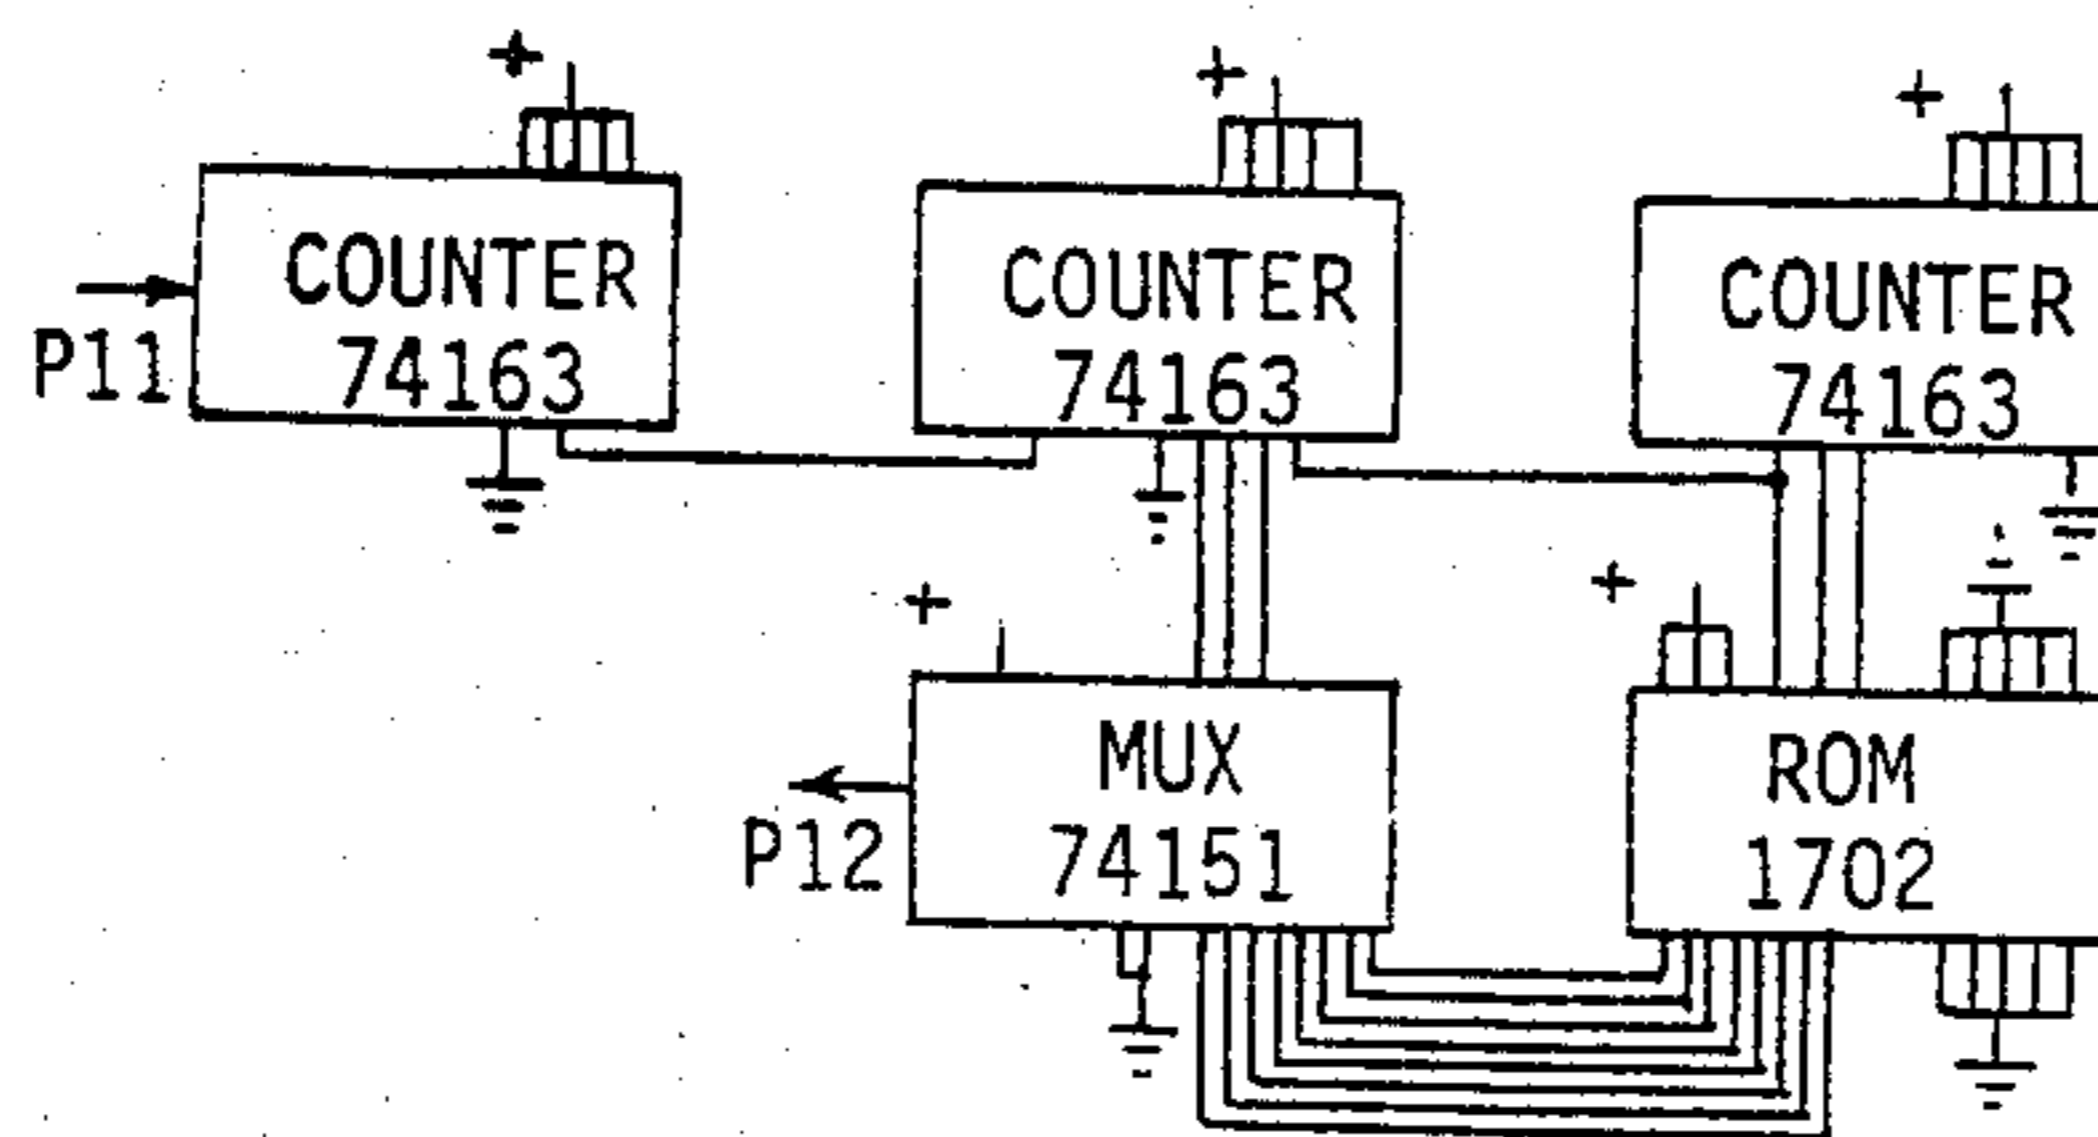 +
+
+
COUNTER
74163
COUNTER
74163
COUNTER
74163
P11
+
+
MUX
74151
ROM
1702
P12